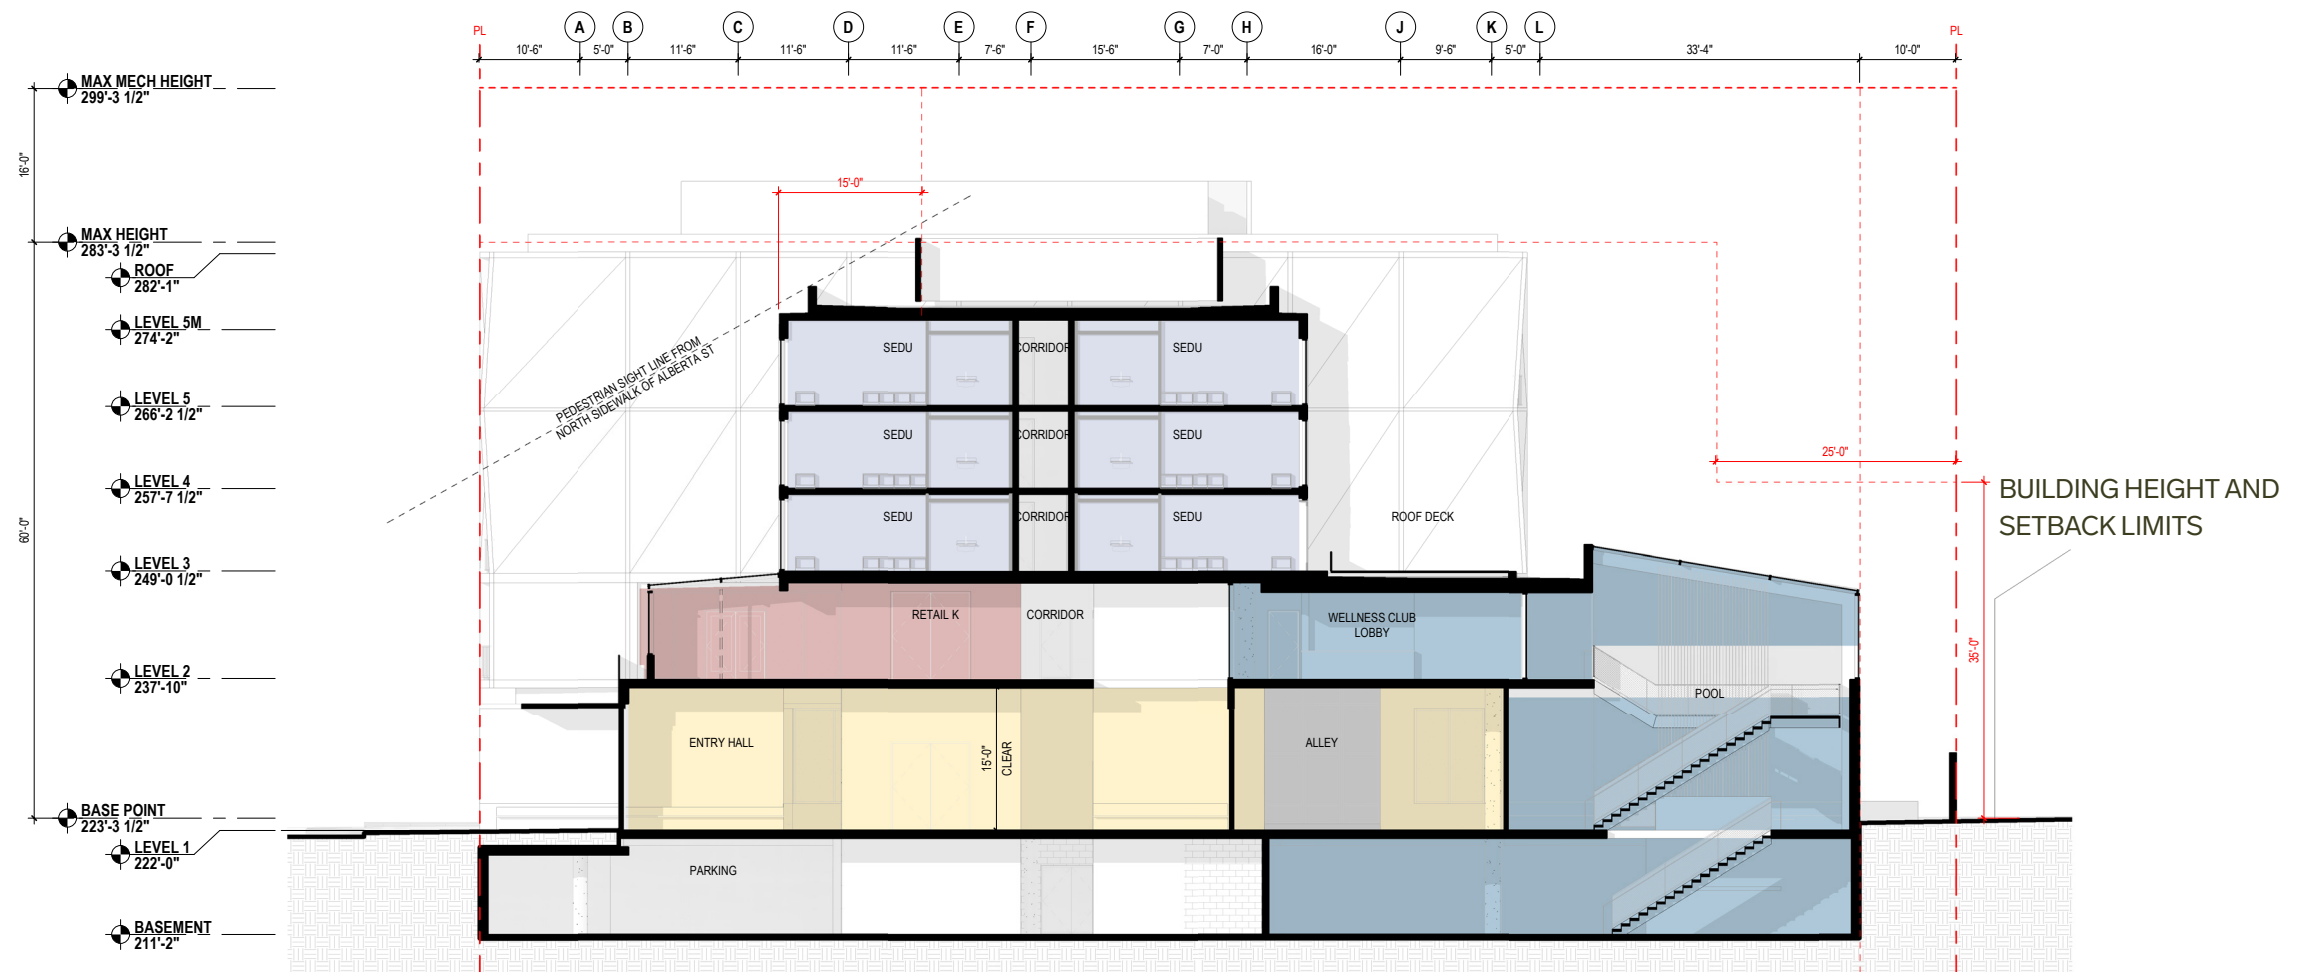 PL
A
B
C
D
E
F
G
H
J
K
L
PL
10'-6"
5'-0"
11'-6"
11'-6"
11'-6"
7'-6"
15'-6"
7'-0"
16'-0"
9'-6"
5'-0"
33'-4"
10'-0"
MAX MECH HEIGHT
299'-3 1/2"
16'-0"
15'-0"
MAX HEIGHT
283'-3 1/2"
ROOF
282'-1"
LEVEL 5M
274'-2"
PEDESTRIAN SIGHT LINE FROM
NORTH SIDEWALK OF ALBERTA ST
SEDU
CORRIDOR
SEDU
LEVEL 5
266'-2 1/2"
SEDU
CORRIDOR
SEDU
25'-0"
LEVEL 4
257'-7 1/2"
BUILDING HEIGHT AND
SETBACK LIMITS
60'-0"
SEDU
CORRIDOR
SEDU
ROOF DECK
LEVEL 3
249'-0 1/2"
RETAIL K
CORRIDOR
WELLNESS CLUB
LOBBY
35'-0"
LEVEL 2
237'-10"
POOL
ENTRY HALL
15'-0"
CLEAR
ALLEY
BASE POINT
223'-3 1/2"
LEVEL 1
222'-0"
PARKING
BASEMENT
211'-2"